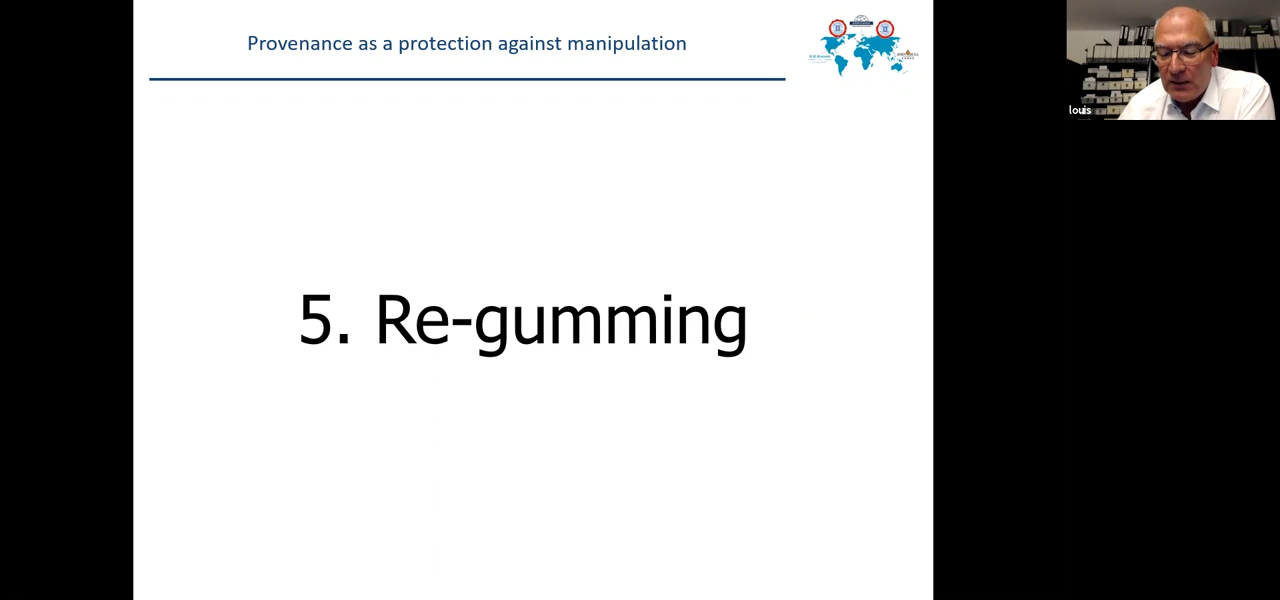 Provenance as a protection against manipulation
louis
5. Re-gumming